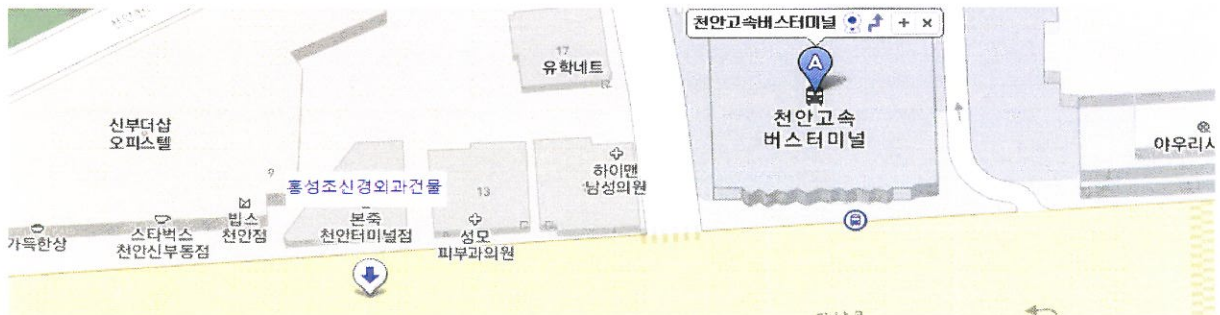 천안고속버스터미널
A
17
유학네트
천안고속
버스터미널
신부더샵
오피스텔
야우리시
하이맨
남성의원
9
홍성조신경외과건물
13
빕스
천안점
본죽
천안터미널점
성모
피부과의원
스타벅스
천안신부동점
가득한상